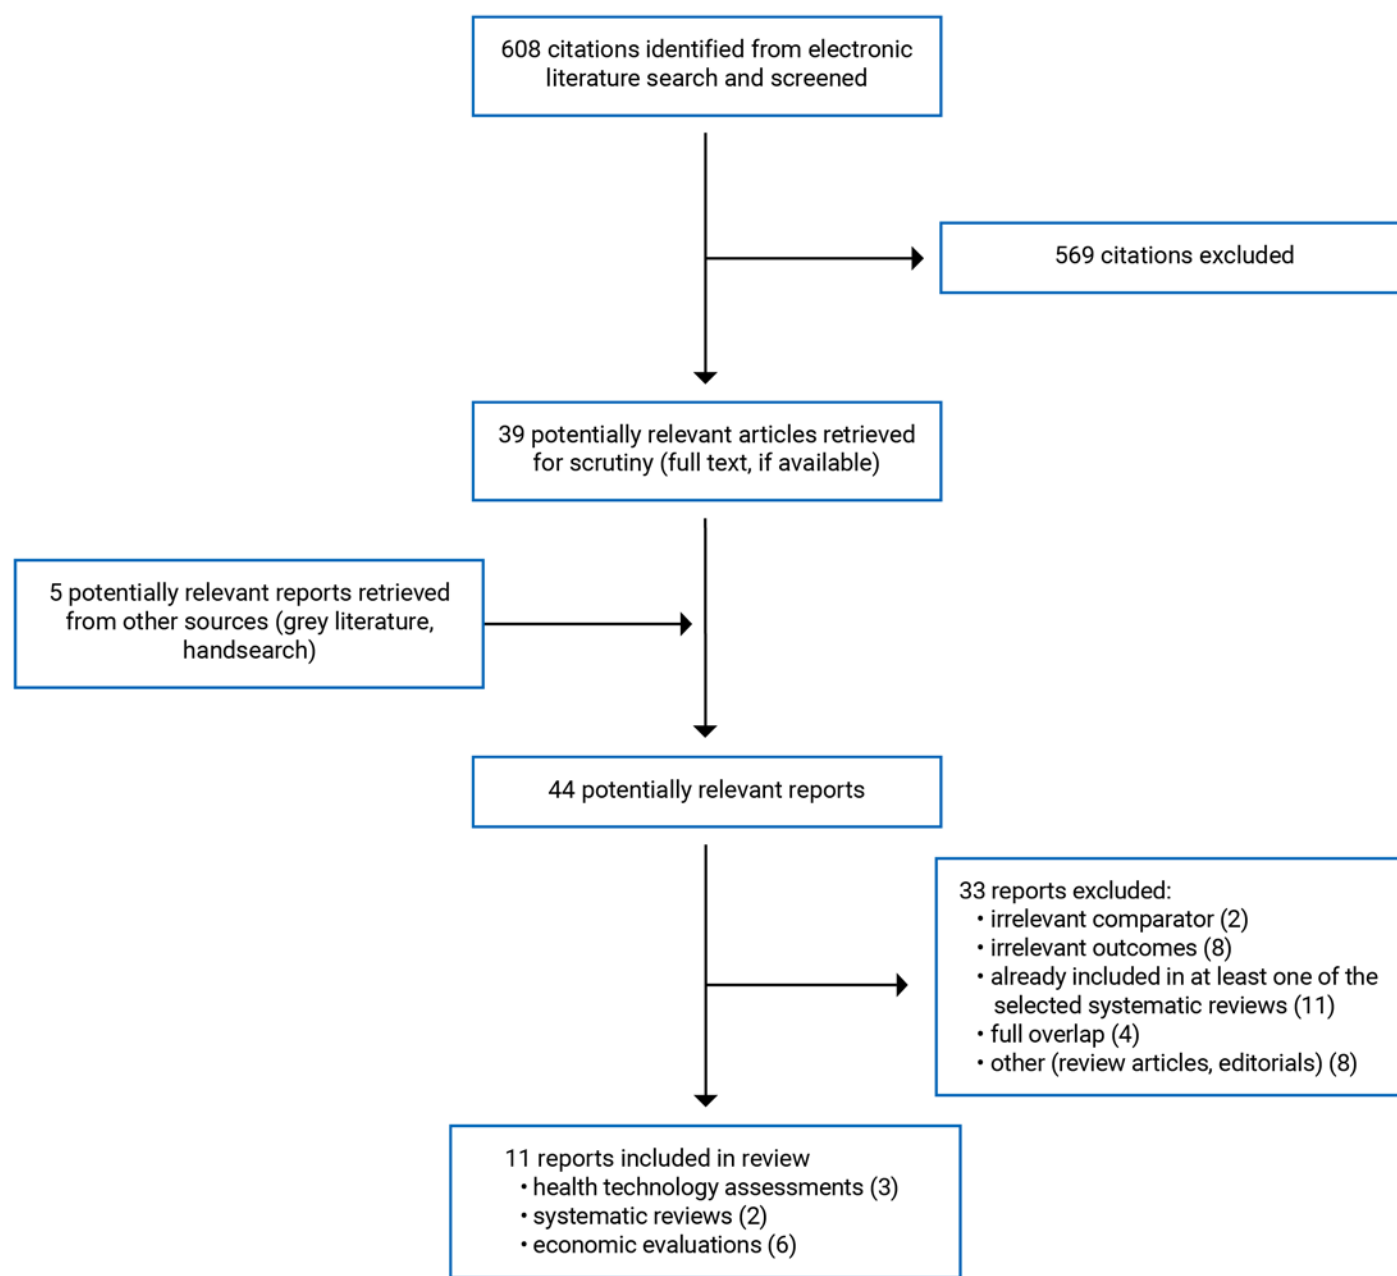 608 citations identified from electronic
literature search and screened
569 citations excluded
39 potentially relevant articles retrieved
for scrutiny (full text, if available)
5 potentially relevant reports retrieved
from other sources (grey literature,
handsearch)
44 potentially relevant reports
33 reports excluded:
• irrelevant comparator (2)
• irrelevant outcomes (8)
• already included in at least one of the
selected systematic reviews (11)
• full overlap (4)
• other (review articles, editorials) (8)
11 reports included in review
• health technology assessments (3)
• systematic reviews (2)
• economic evaluations (6)